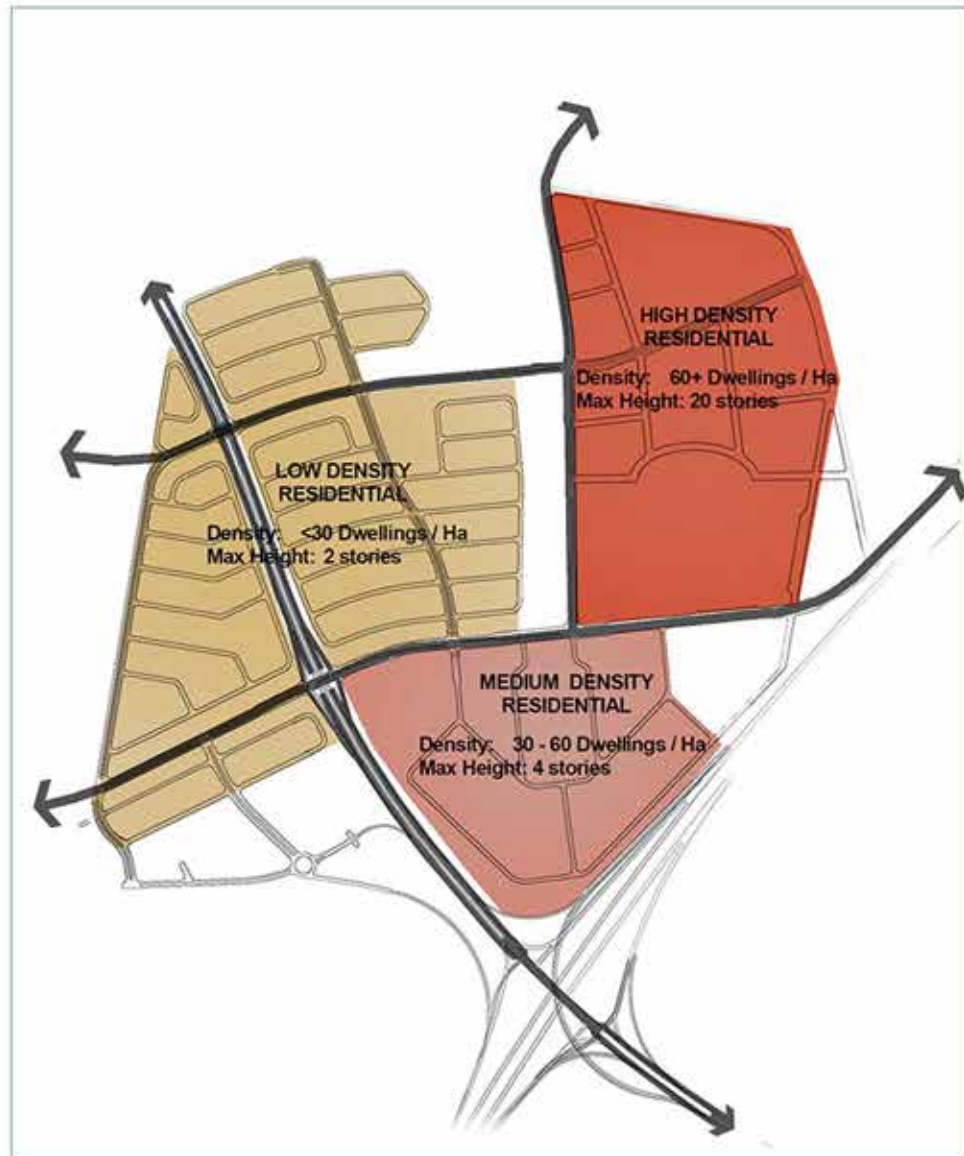 HIGH DENSITY
RESIDENTIAL
Density: 60+ Dwellings / Ha
Max Height: 20 stories
LOW DENSITY
RESIDENTIAL
Density: <30 Dwellings / Ha
Max Height: 2 stories
MEDIUM DENSITY
RESIDENTIAL
Density: 30 - 60 Dwellings / Ha
Max Height: 4 stories